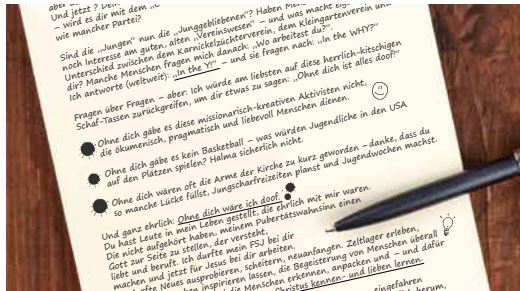 Und jetzt ?
– wird es dir mit dem
wie mancher Partei?
Sind die „Jungen" nun die „Junggebliebenen? Haben
noch Interesse am guten, alten „Vereinswesen" – und was macht
Unterschied zwischen dem Karnickelzüchterverein, dem Kleingartenverein und
dir? Manche Menschen fragen mich danach: „Wo arbeitest du?".
Ich antworte (weltweit): „In the Y!" – und sie fragen nach: „In the WHY?"
Fragen über Fragen – aber: Ich würde am liebsten auf diese herrlich-kitschigen
Schaf-Tassen zurückgreifen, um dir etwas zu sagen: „Ohne dich ist alles doof!"
Ohne dich gäbe es diese missionarisch-kreativen Aktivisten nicht,
die ökumenisch, pragmatisch und liebevoll Menschen dienen.
Ohne dich gäbe es kein Basketball – was würden Jugendliche in den USA
auf den Plätzen spielen? Halma sicherlich nicht.
Ohne dich wären oft die Arme der Kirche zu kurz geworden – danke, dass du
so manche Lücke füllst, Jungscharfreizeiten planst und Jugendwochen machst.
Und ganz ehrlich: Ohne dich wäre ich doof.
Du hast Leute in mein Leben gestellt, die ehrlich mit mir waren.
Die nicht aufgehört haben, meinem Pubertätswahnsinn einen
Gott zur Seite zu stellen, der versteht,
liebt und beruft. Ich durfte mein FSJ bei dir
machen und jetzt für Jesus bei dir arbeiten.
durfte Neues ausprobieren, scheitern, neuanfangen. Zeltlager erleben,
inspirieren lassen, die Begeisterung von Menschen überall
die Menschen erkennen, anpacken und – und dafür
Christus kennen- und lieben lernen.
eingefahren